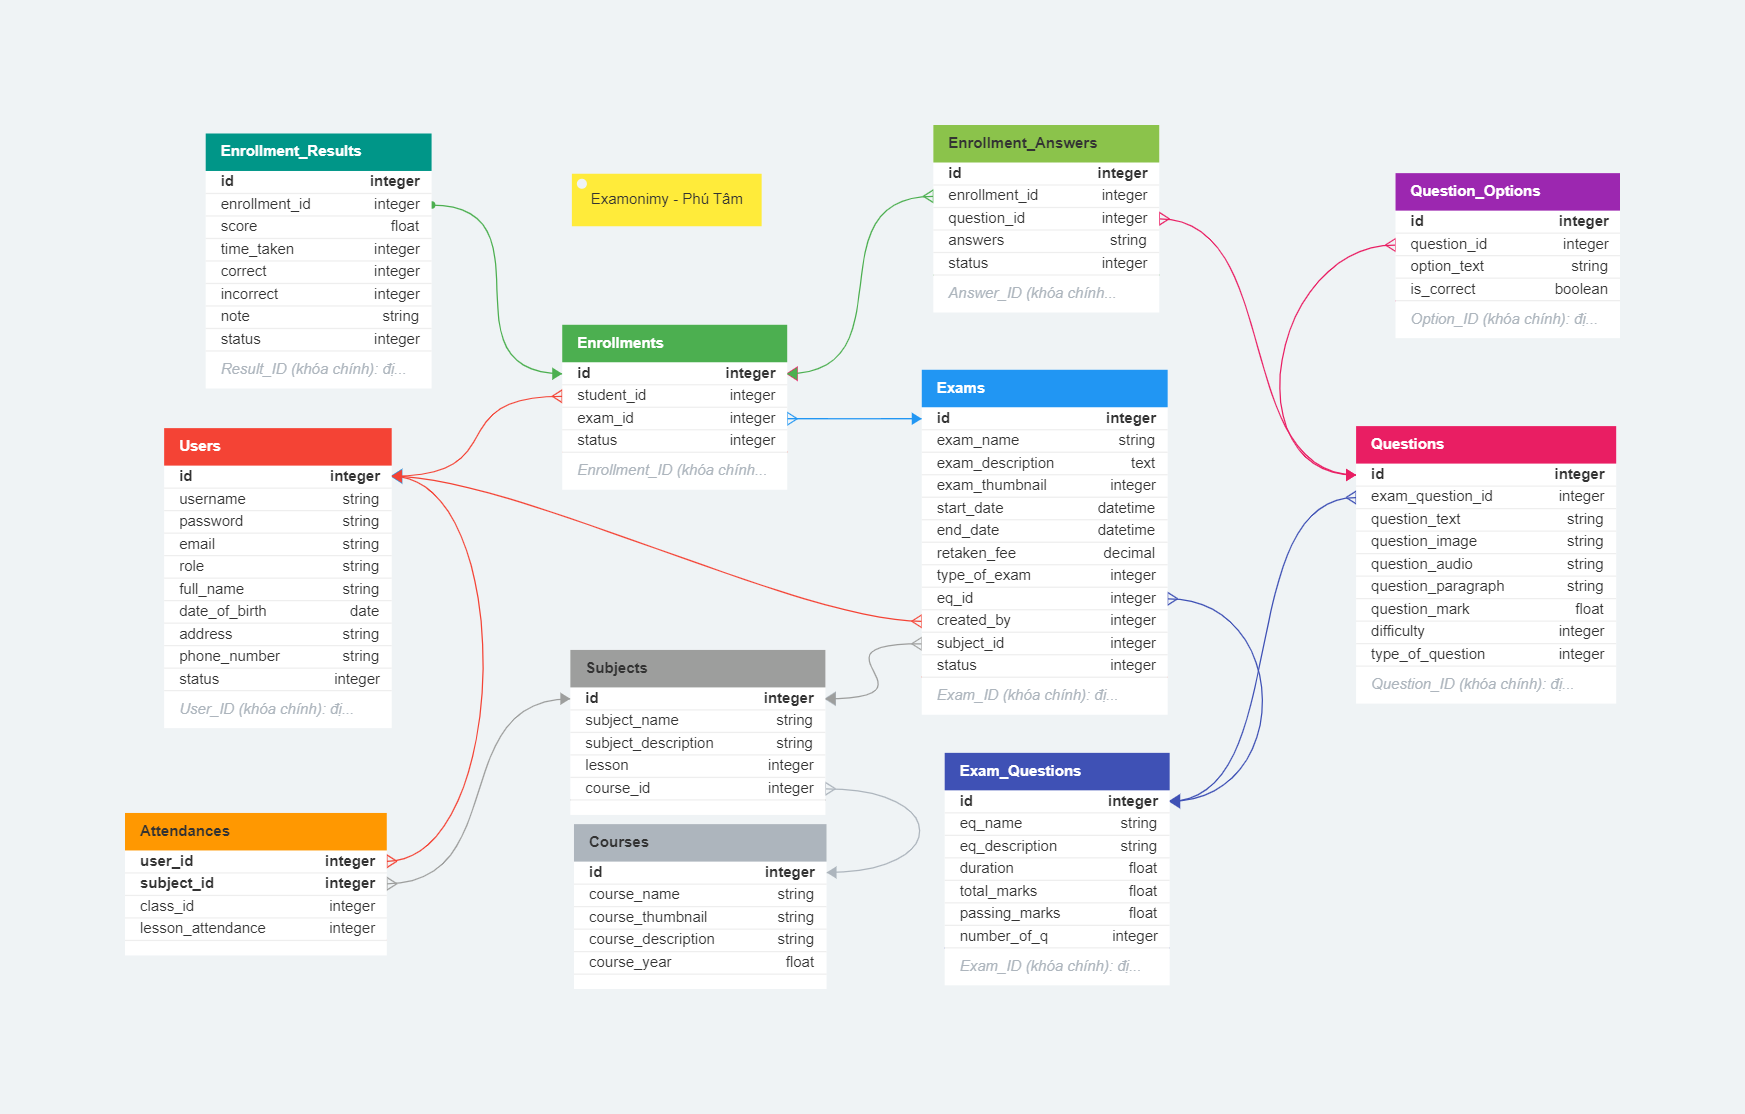 Enrollment_Results
id integer
enrollment_id integer
score float
time_taken integer
correct integer
incorrect integer
note string
status integer
Result_ID (khóa chính): đị...
Examonimy - Phú Tâm
Enrollment_Answers
id integer
enrollment_id integer
question_id integer
answers string
status integer
Answer_ID (khóa chính...
Question_Options
id integer
question_id integer
option_text string
is_correct boolean
Option_ID (khóa chính): đị...
Enrollments
id integer
student_id integer
exam_id integer
status integer
Enrollment_ID (khóa chính...
Exams
id integer
exam_name string
exam_description text
exam_thumbnail integer
start_date datetime
end_date datetime
retaken_fee decimal
type_of_exam integer
eq_id integer
created_by integer
subject_id integer
status integer
Exam_ID (khóa chính): đị...
Users
id integer
username string
password string
email string
role string
full_name string
date_of_birth date
address string
phone_number string
status integer
User_ID (khóa chính): đị...
Questions
id integer
exam_question_id integer
question_text string
question_image string
question_audio string
question_paragraph string
question_mark float
difficulty integer
type_of_question integer
Question_ID (khóa chính): đị...
Subjects
id integer
subject_name string
subject_description string
lesson integer
course_id integer
Attendances
user_id integer
subject_id integer
class_id integer
lesson_attendance integer
Courses
id integer
course_name string
course_thumbnail string
course_description string
course_year float
Exam_Questions
id integer
eq_name string
eq_description string
duration float
total_marks float
passing_marks float
number_of_q integer
Exam_ID (khóa chính): đị...